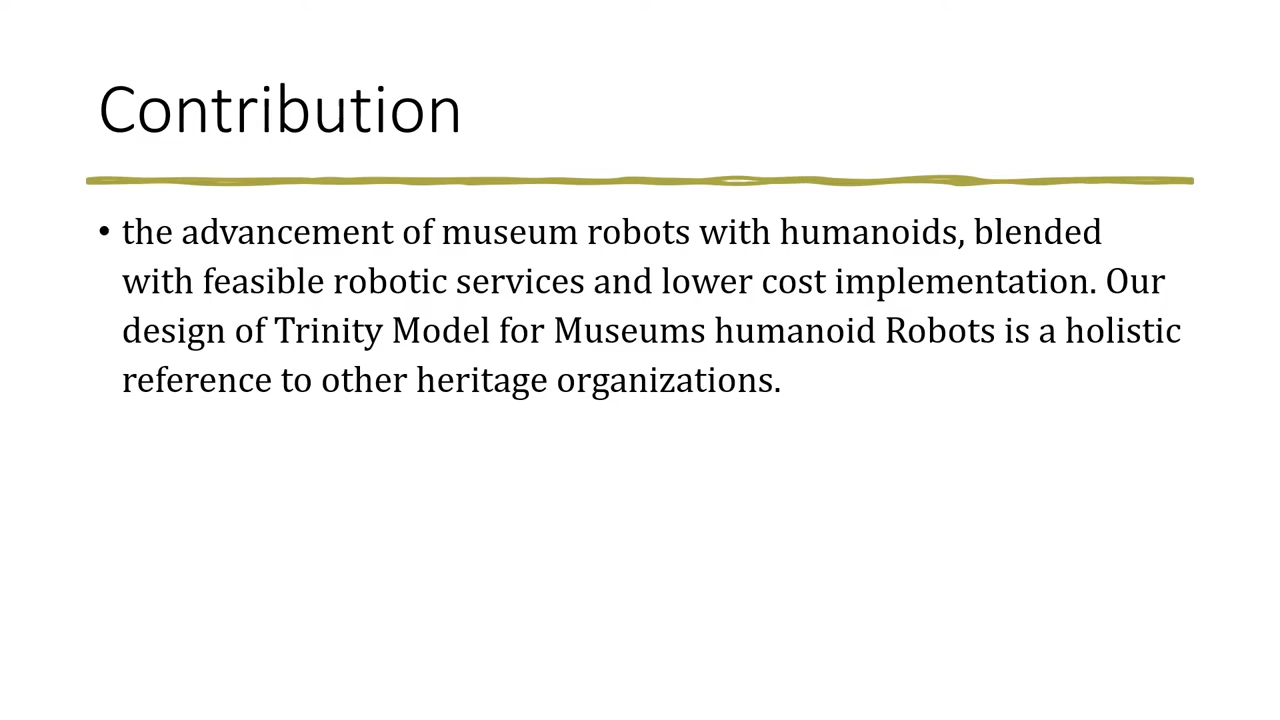 Contribution
• the advancement of museum robots with humanoids, blended
with feasible robotic services and lower cost implementation. Our
design of Trinity Model for Museums humanoid Robots is a holistic
reference to other heritage organizations.